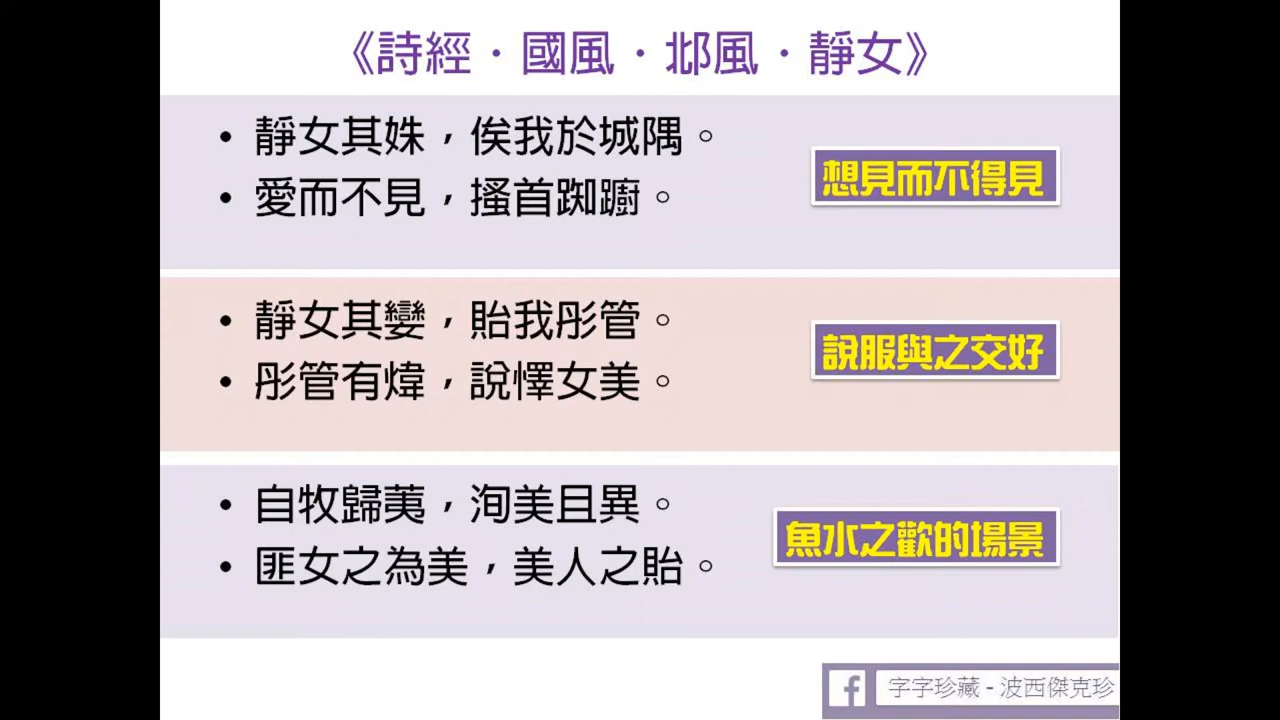 《詩經．國風．邶風．靜女》
• 靜女其姝，俟我於城隅。
• 愛而不見，搔首踟躕。
想見而不得見
• 靜女其孌，貽我彤管。
• 彤管有煒，說懌女美。
說服與之交好
• 自牧歸荑，洵美且異。
• 匪女之為美，美人之貽。
魚水之歡的場景
字字珍藏 - 波西傑克珍